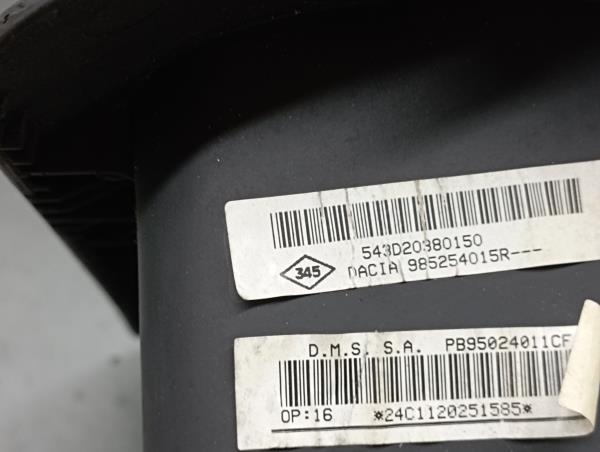 543D20380150
345
DACIA 985254015R---
D.M.S. S.A. PB95024011CF
OP:16 *24C1120251585*